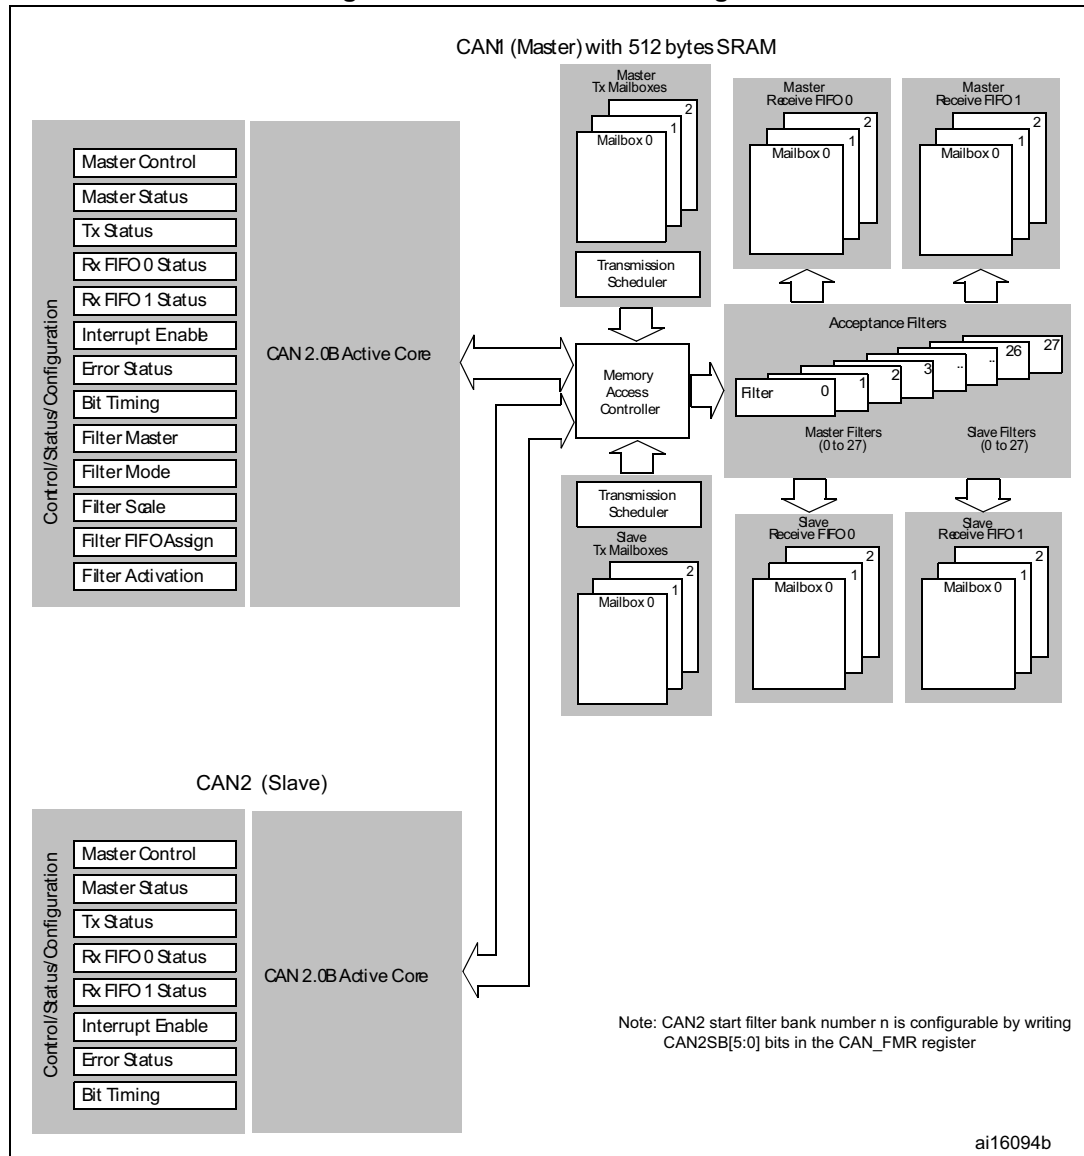 CAN1 (Master) with 512 bytes SRAM
Master
Tx Mailboxes
2
1
Mailbox 0
Transmission
Scheduler
Master
Receive FIFO 0
2
1
Mailbox 0
Master
Receive FIFO 1
2
1
Mailbox 0
Control/Status/Configuration
Master Control
Master Status
Tx Status
Rx FIFO 0 Status
Rx FIFO 1 Status
Interrupt Enable
Error Status
Bit Timing
Filter Master
Filter Mode
Filter Scale
Filter FIFO Assign
Filter Activation
CAN 2.0B Active Core
Memory
Access
Controller
Acceptance Filters
Filter 0 1 2 3 .. .. 26 27
Master Filters
(0 to 27)
Slave Filters
(0 to 27)
Transmission
Scheduler
Slave
Tx Mailboxes
2
1
Mailbox 0
Slave
Receive FIFO 0
2
1
Mailbox 0
Slave
Receive FIFO 1
2
1
Mailbox 0
CAN2 (Slave)
Control/Status/Configuration
Master Control
Master Status
Tx Status
Rx FIFO 0 Status
Rx FIFO 1 Status
Interrupt Enable
Error Status
Bit Timing
CAN 2.0B Active Core
Note: CAN2 start filter bank number n is configurable by writing
CAN2SB[5:0] bits in the CAN_FMR register
ai16094b